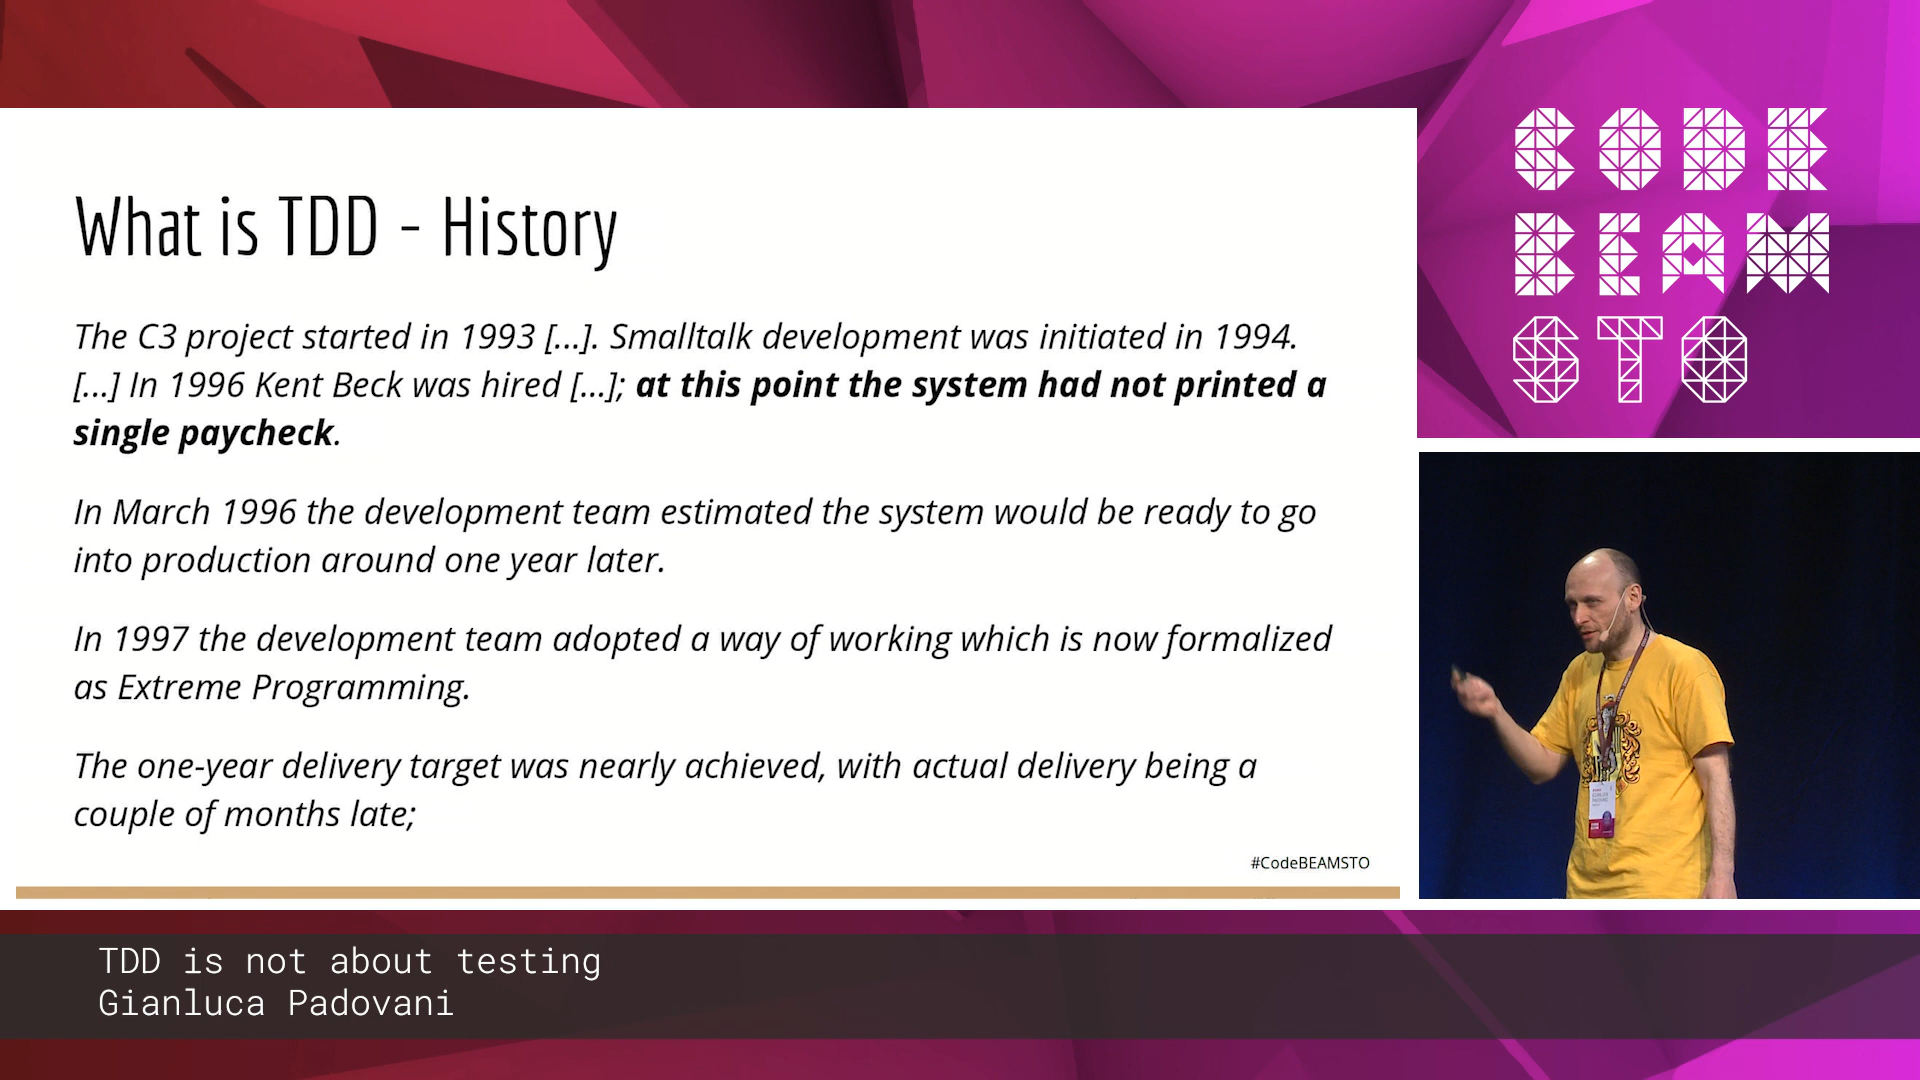 What is TDD - History
The C3 project started in 1993 [...]. Smalltalk development was initiated in 1994.
[...] In 1996 Kent Beck was hired [...]; at this point the system had not printed a
single paycheck.
In March 1996 the development team estimated the system would be ready to go
into production around one year later.
In 1997 the development team adopted a way of working which is now formalized
as Extreme Programming.
The one-year delivery target was nearly achieved, with actual delivery being a
couple of months late;
#CodeBEAMSTO
CODE
BEAM
STO
TDD is not about testing
Gianluca Padovani